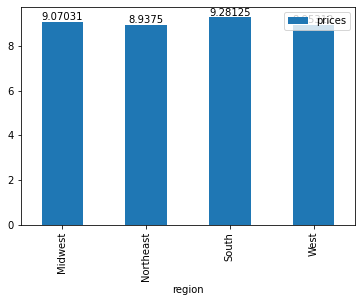 9.07031
8.9375
9.28125
prices
8
6
4
2
0
Midwest
Northeast
South
West
region